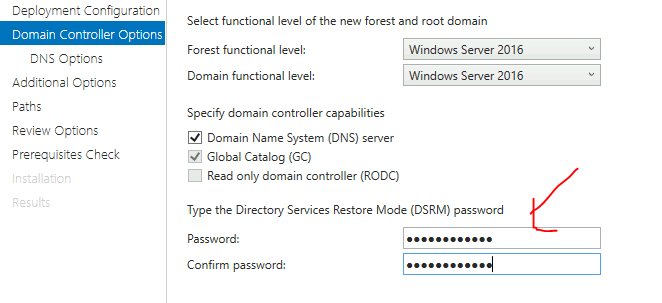 Deployment Configuration
Domain Controller Options
DNS Options
Additional Options
Paths
Review Options
Prerequisites Check
Installation
Results
Select functional level of the new forest and root domain
Forest functional level: Windows Server 2016
Domain functional level: Windows Server 2016
Specify domain controller capabilities
Domain Name System (DNS) server
Global Catalog (GC)
Read only domain controller (RODC)
Type the Directory Services Restore Mode (DSRM) password
Password: ●●●●●●●●●●●●
Confirm password: ●●●●●●●●●●●●